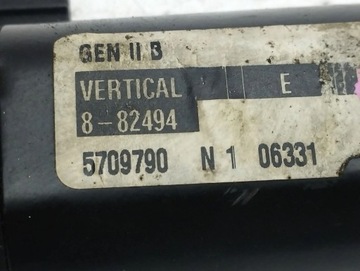 GEN II B
VERTICAL E
8-82494
5709790 N 1 06331